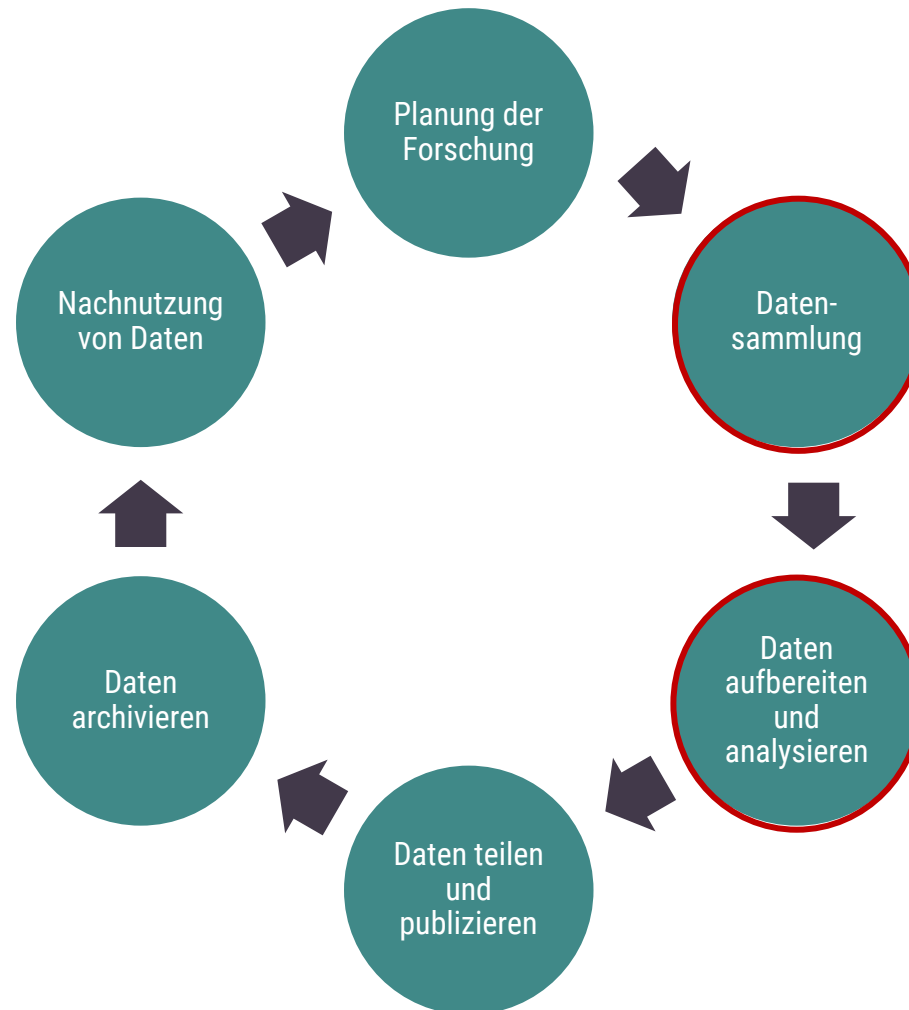 Planung der
Forschung
Daten-
sammlung
Daten
aufbereiten
und
analysieren
Daten teilen
und
publizieren
Daten
archivieren
Nachnutzung
von Daten